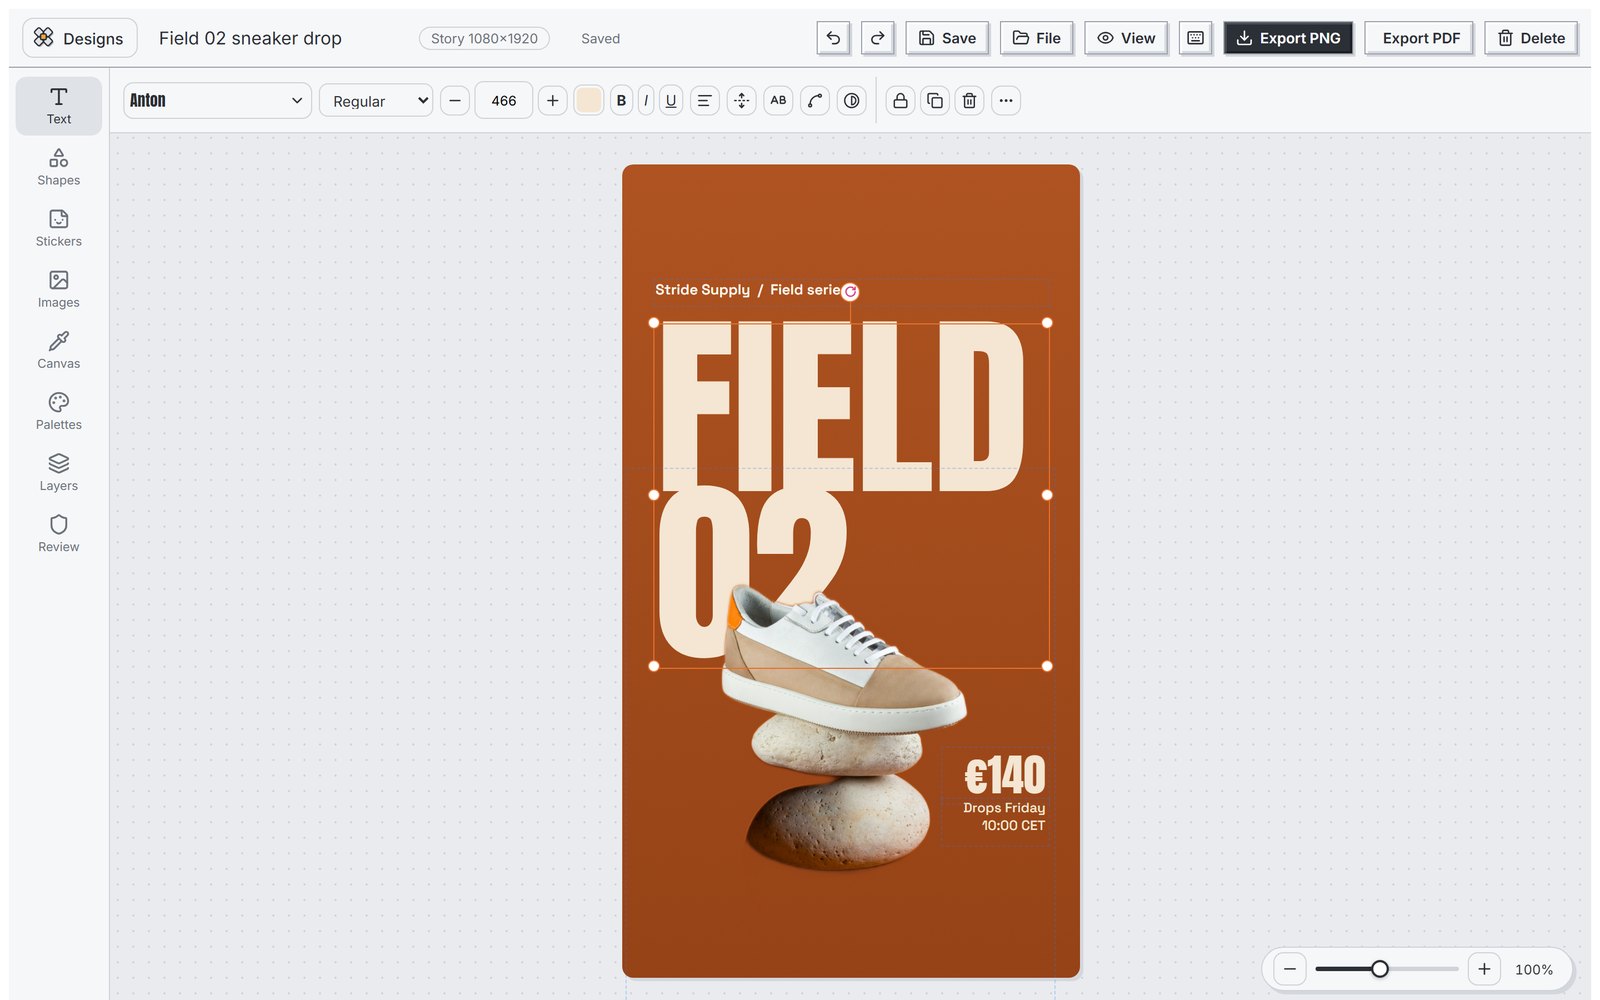 Designs
Field 02 sneaker drop
Story 1080×1920
Saved
Save
File
View
Export PNG
Export PDF
Delete
Text
Shapes
Stickers
Images
Canvas
Palettes
Layers
Review
Anton
Regular
466
B
I
U
AB
Stride Supply / Field serie
FIELD
02
€140
Drops Friday
10:00 CET
100%